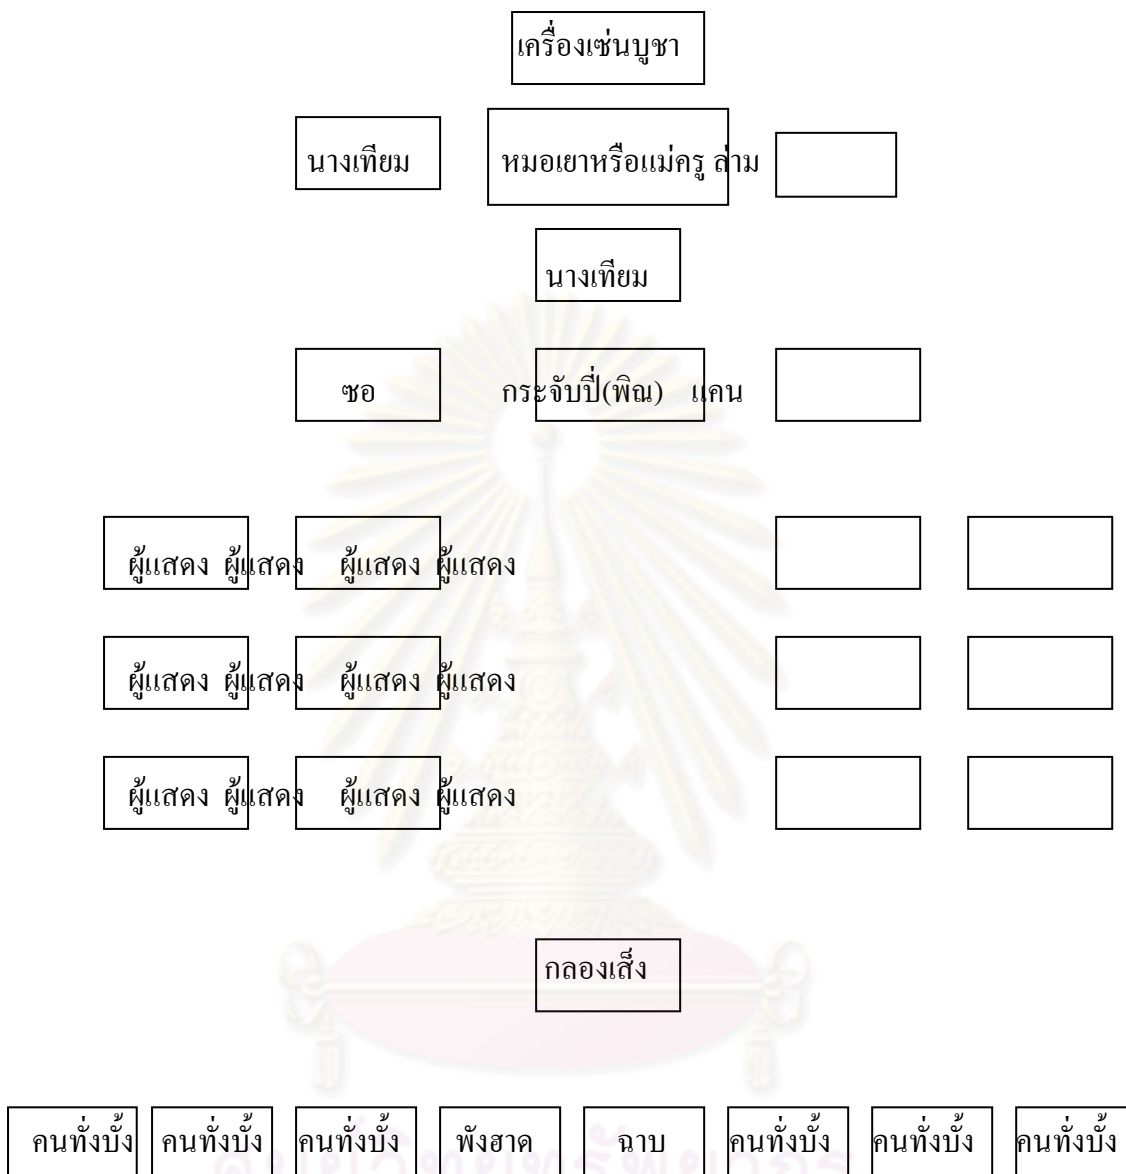 เครื่องเซ่นบูชา
นางเทียม หมอเยาหรือแม่ครู ล่าม
นางเทียม
ซอ กระจับปี่(พิณ) แคน
ผู้แสดง ผู้แสดง ผู้แสดง ผู้แสดง
ผู้แสดง ผู้แสดง ผู้แสดง ผู้แสดง
ผู้แสดง ผู้แสดง ผู้แสดง ผู้แสดง
กลองเส็ง
คนทั่งบั้ง คนทั่งบั้ง คนทั่งบั้ง พังฮาด ฉาบ คนทั่งบั้ง คนทั่งบั้ง คนทั่งบั้ง